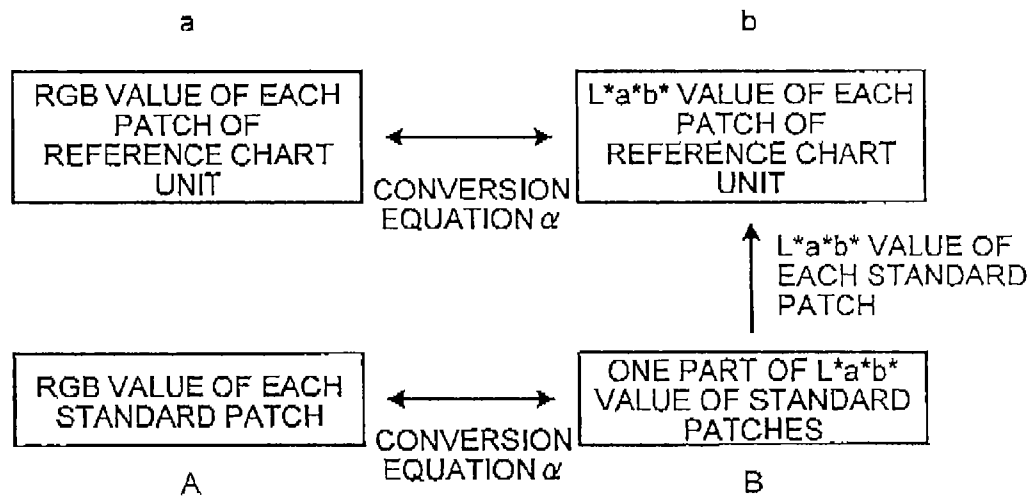 a
b
RGB VALUE OF EACH
PATCH OF
REFERENCE CHART
UNIT
CONVERSION
EQUATION α
L*a*b* VALUE OF EACH
PATCH OF
REFERENCE CHART
UNIT
L*a*b* VALUE OF
EACH STANDARD
PATCH
RGB VALUE OF EACH
STANDARD PATCH
CONVERSION
EQUATION α
ONE PART OF L*a*b*
VALUE OF STANDARD
PATCHES
A
B